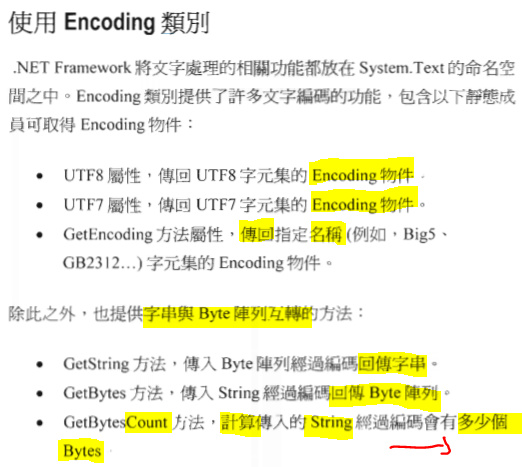 使用 Encoding 類別
.NET Framework 將文字處理的相關功能都放在 System.Text 的命名空
間之中。Encoding 類別提供了許多文字編碼的功能，包含以下靜態成
員可取得 Encoding 物件：
• UTF8 屬性，傳回 UTF8 字元集的 Encoding 物件.
• UTF7 屬性，傳回 UTF7 字元集的 Encoding 物件。
• GetEncoding 方法屬性，傳回指定名稱 (例如，Big5、
GB2312...) 字元集的 Encoding 物件。
除此之外，也提供字串與 Byte 陣列互轉的方法：
• GetString 方法，傳入 Byte 陣列經過編碼回傳字串。
• GetBytes 方法，傳入 String 經過編碼回傳 Byte 陣列。
• GetBytesCount 方法，計算傳入的 String 經過編碼會有多少個
Bytes